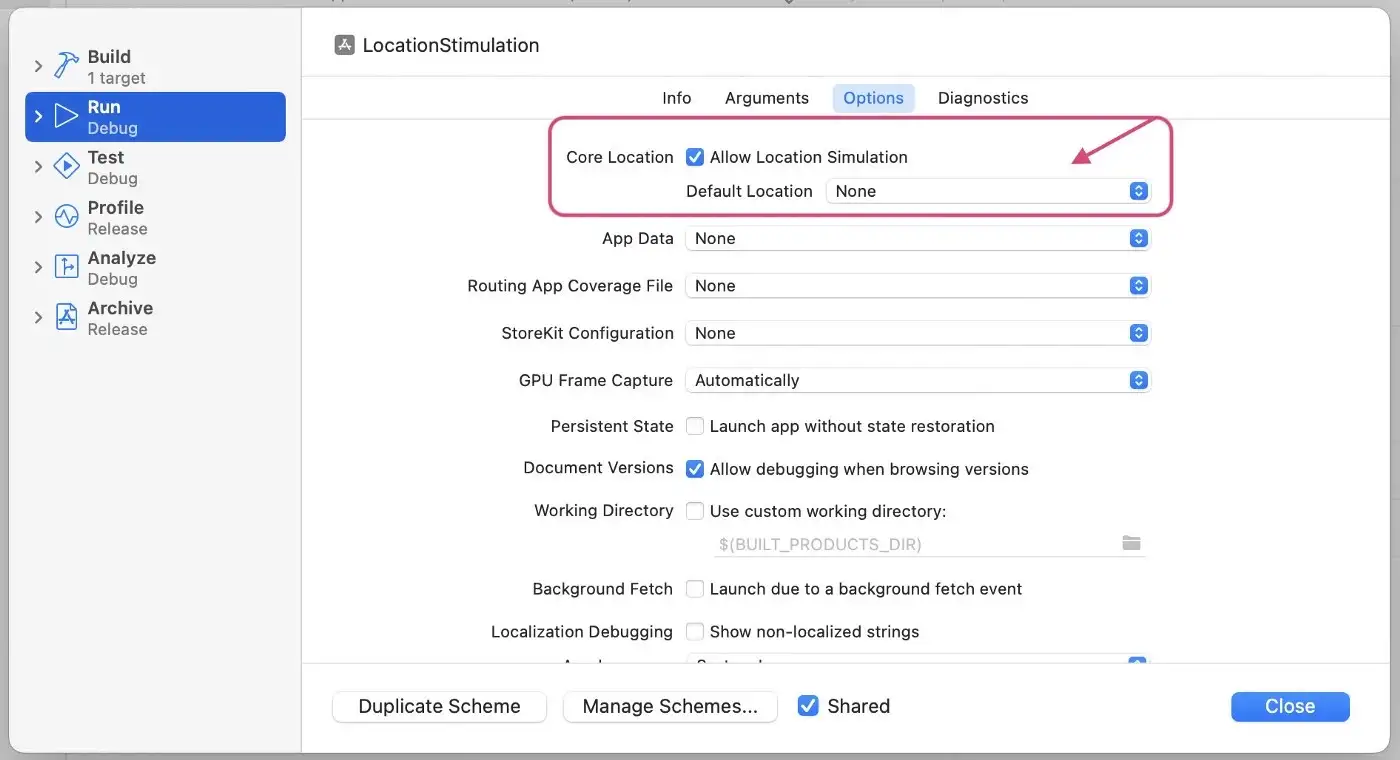 LocationStimulation
Build
1 target
Run
Debug
Test
Debug
Profile
Release
Analyze
Debug
Archive
Release
Info Arguments Options Diagnostics
Core Location Allow Location Simulation
Default Location None
App Data None
Routing App Coverage File None
StoreKit Configuration None
GPU Frame Capture Automatically
Persistent State Launch app without state restoration
Document Versions Allow debugging when browsing versions
Working Directory Use custom working directory:
$(BUILT_PRODUCTS_DIR)
Background Fetch Launch due to a background fetch event
Localization Debugging Show non-localized strings
Duplicate Scheme Manage Schemes... Shared Close